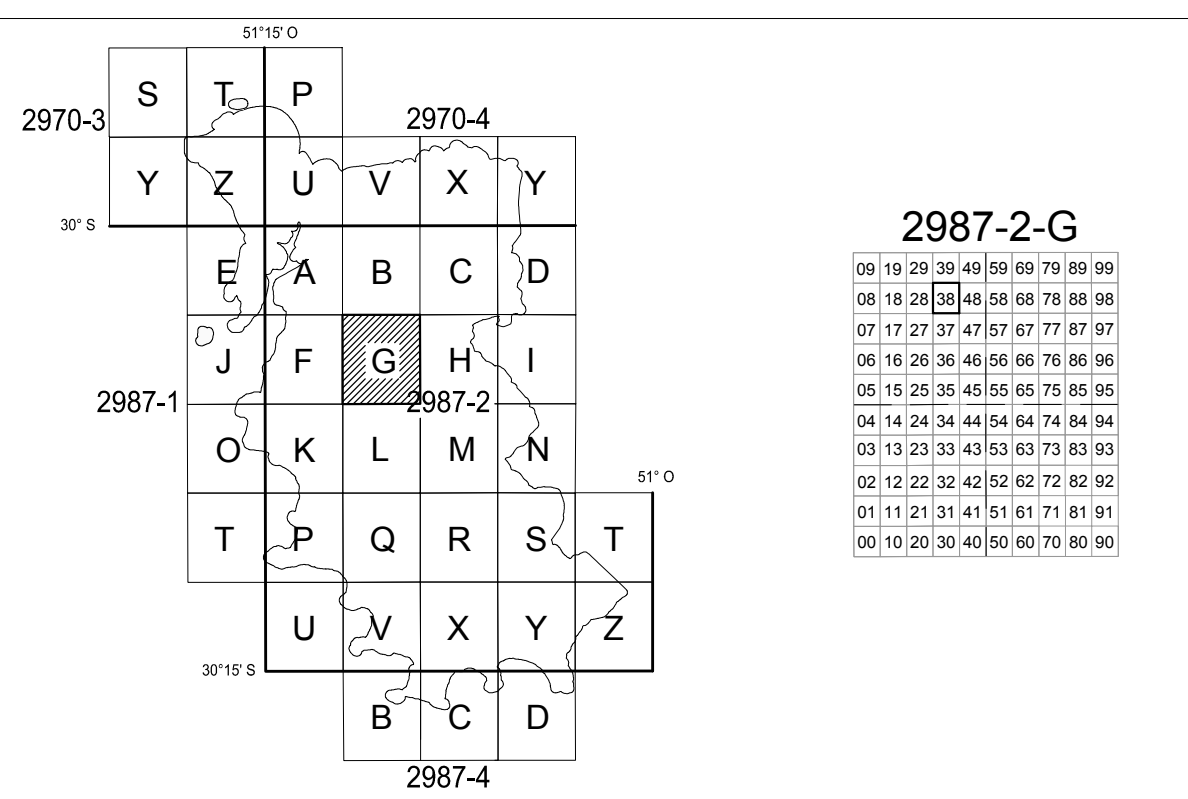 51°15' O
S T P
2970-3 2970-4
Y Z U V X Y
30° S
E A B C D
J F G H I
2987-1 2987-2
O K L M N
51° O
T P Q R S T
U V X Y Z
30°15' S
B C D
2987-4
2987-2-G
09 19 29 39 49 59 69 79 89 99
08 18 28 38 48 58 68 78 88 98
07 17 27 37 47 57 67 77 87 97
06 16 26 36 46 56 66 76 86 96
05 15 25 35 45 55 65 75 85 95
04 14 24 34 44 54 64 74 84 94
03 13 23 33 43 53 63 73 83 93
02 12 22 32 42 52 62 72 82 92
01 11 21 31 41 51 61 71 81 91
00 10 20 30 40 50 60 70 80 90